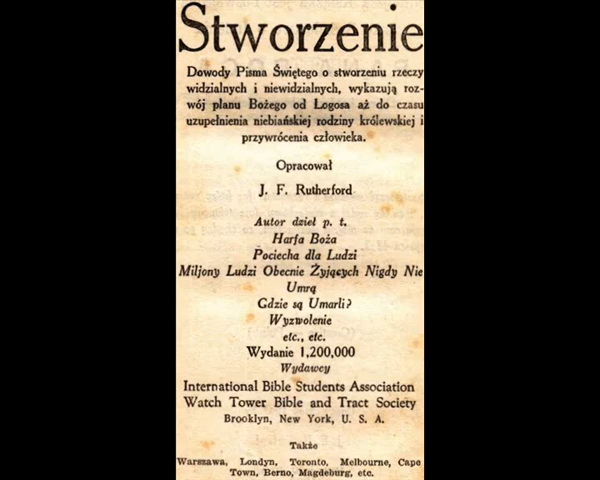 Stworzenie
Dowody Pisma Świętego o stworzeniu rzeczy
widzialnych i niewidzialnych, wykazują roz-
wój planu Bożego od Logosa aż do czasu
uzupełnienia niebiańskiej rodziny królewskiej i
przywrócenia człowieka.
Opracował
J. F. Rutherford
Autor dzieł p. t.
Harfa Boża
Pociecha dla Ludzi
Miljony Ludzi Obecnie Żyjących Nigdy Nie
Umrą
Gdzie są Umarli?
Wyzwolenie
etc., etc.
Wydanie 1,200,000
Wydawcy
International Bible Students Association
Watch Tower Bible and Tract Society
Brooklyn, New York, U. S. A.
Także
Warszawa, Londyn, Toronto, Melbourne, Cape
Town, Berno, Magdeburg, etc.